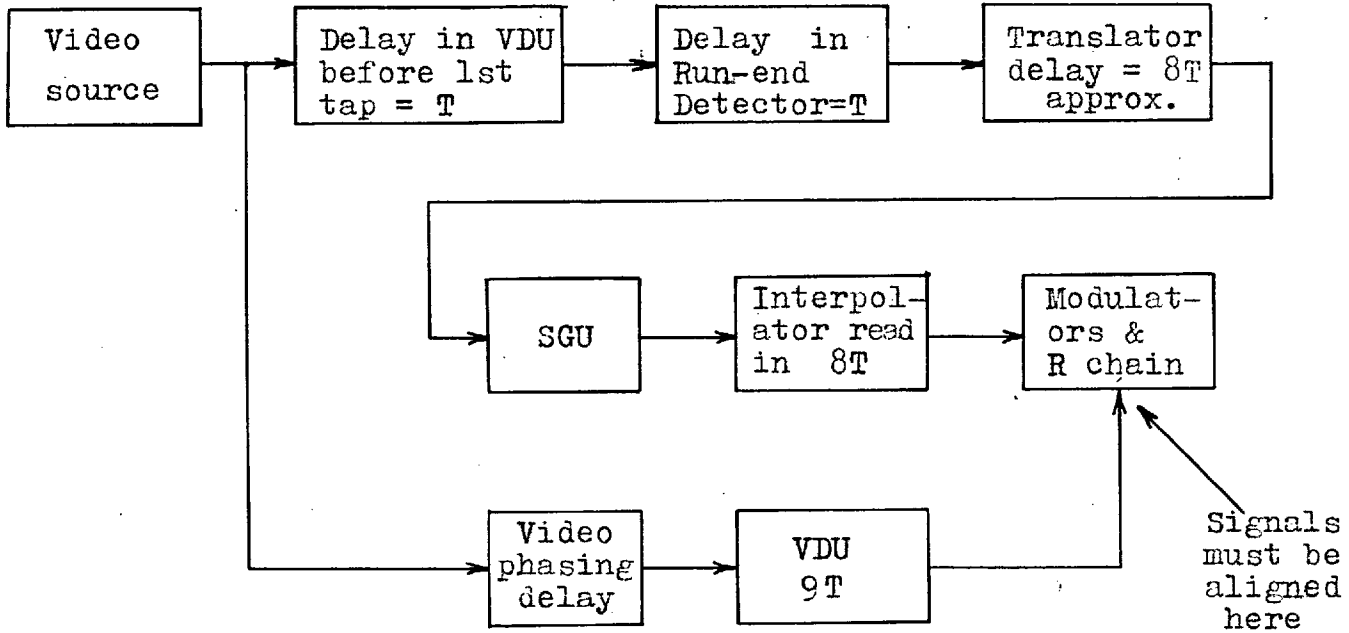 Video
source
Delay in VDU
before 1st
tap = T
Delay in
Run-end
Detector=T
Translator
delay = 8T
approx.
SGU
Interpol-
ator read
in 8T
Modulat-
ors &
R chain
Video
phasing
delay
VDU
9T
Signals
must be
aligned
here